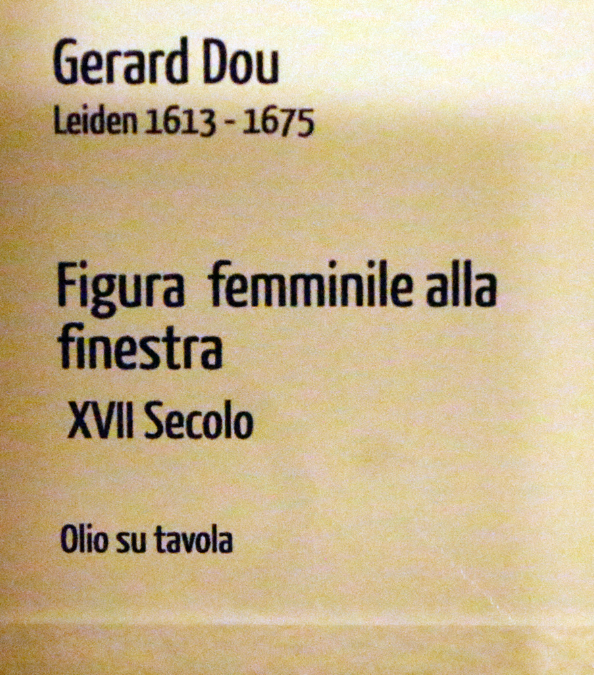 Gerard Dou
Leiden 1613 - 1675
Figura femminile alla
finestra
XVII Secolo
Olio su tavola